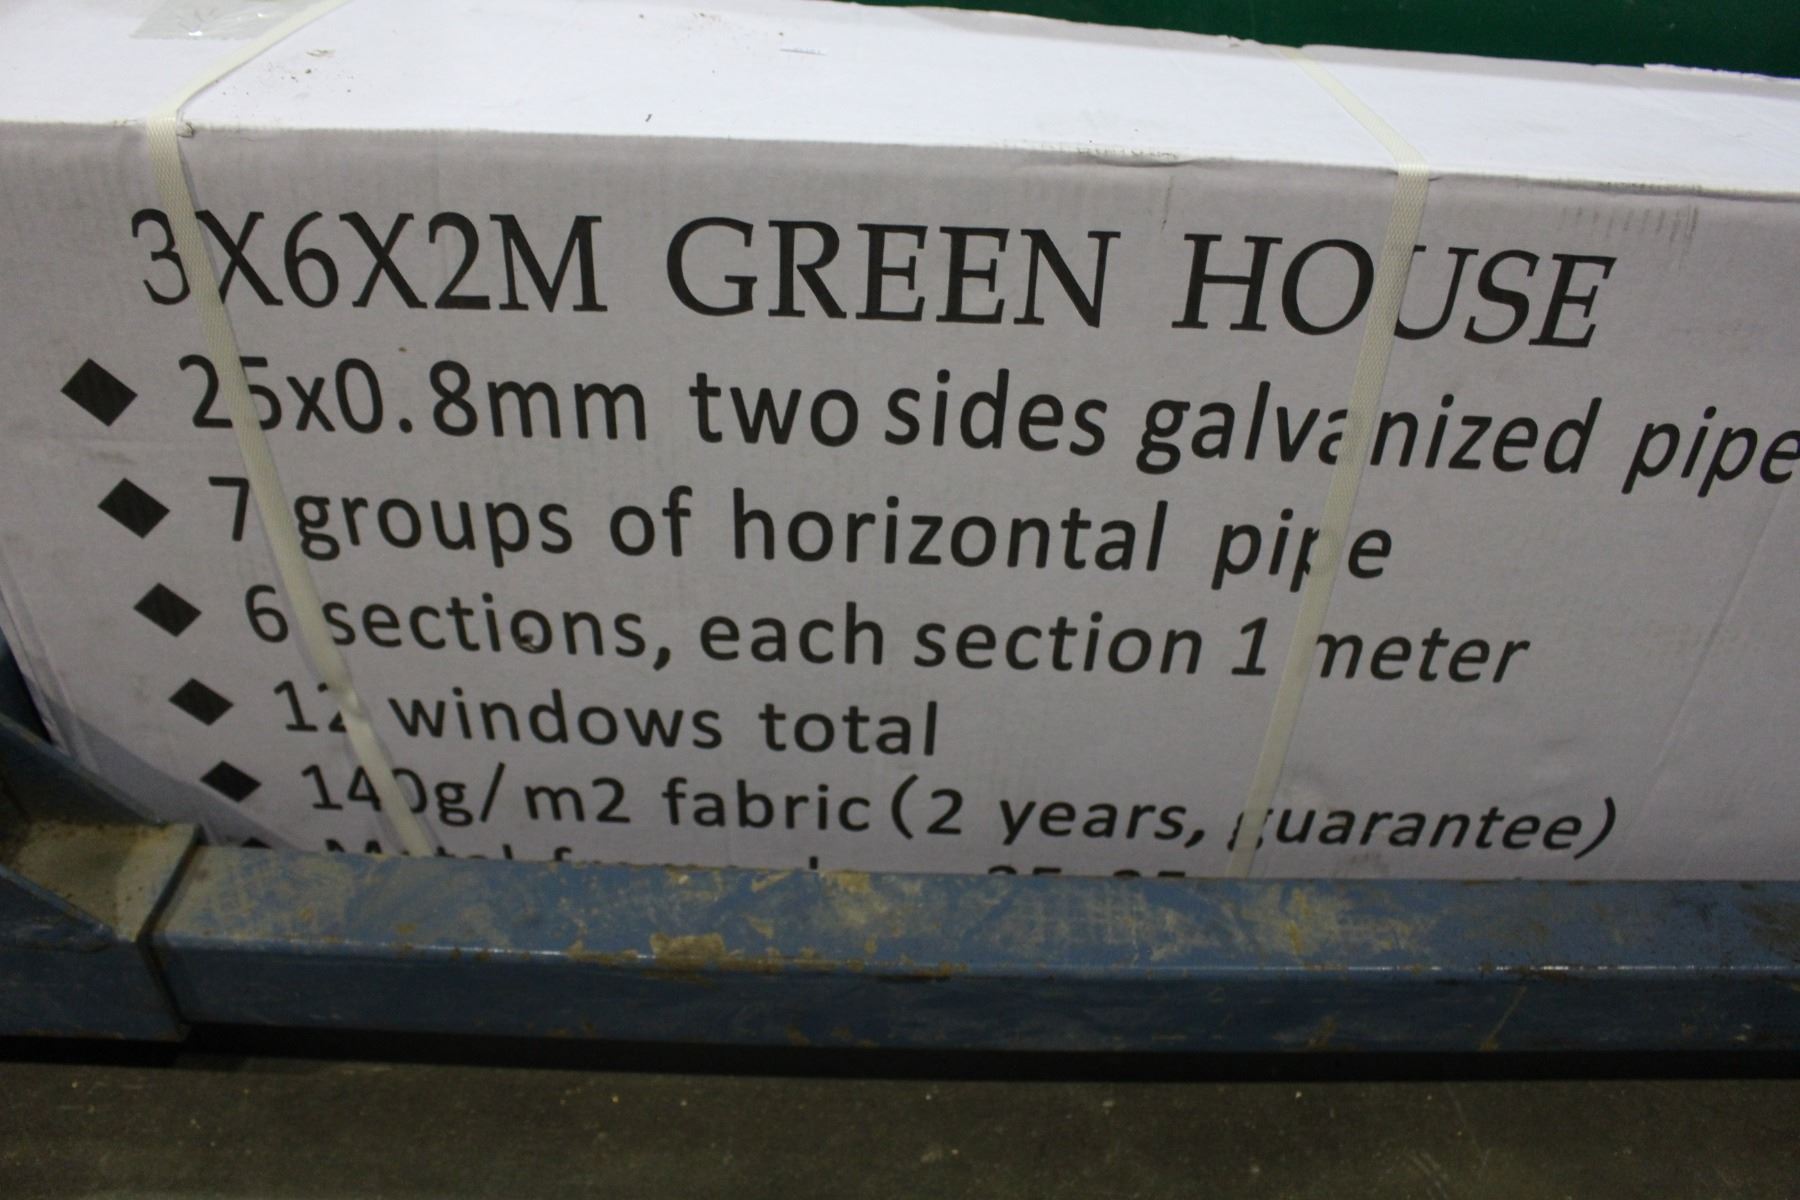 3X6X2M GREEN HOUSE
◆ 25x0.8mm two sides galvanized pipe
◆ 7 groups of horizontal pipe
◆ 6 sections, each section 1 meter
◆ 12 windows total
◆ 140g/m2 fabric (2 years, guarantee)